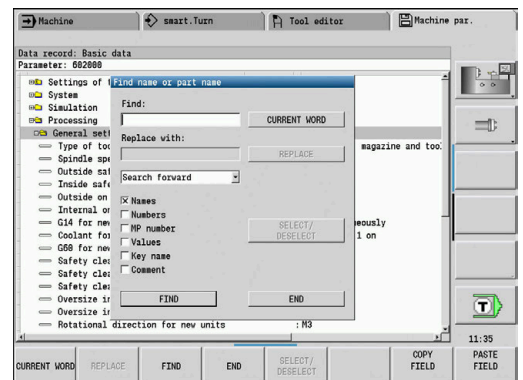 Machine
smart.Turn
Tool editor
Machine par.
Data record: Basic data
Parameter: 602000
Settings of t
System
Simulation
Processing
General sett
Type of too
magazine and tool
Spindle spe
Outside saf
Inside safe
Outside on
Internal on
G14 for new
eously
Coolant for
1 on
G60 for new
Safety clea
Safety clea
Safety clea
Oversize in
Oversize in
Rotational direction for new units : M3
Find name or part name
Find:
CURRENT WORD
Replace with:
REPLACE
Search forward
Names
Numbers
MP number
SELECT/
DESELECT
Values
Key name
Comment
FIND
END
T
11:35
CURRENT WORD
REPLACE
FIND
END
SELECT/
DESELECT
COPY
FIELD
PASTE
FIELD